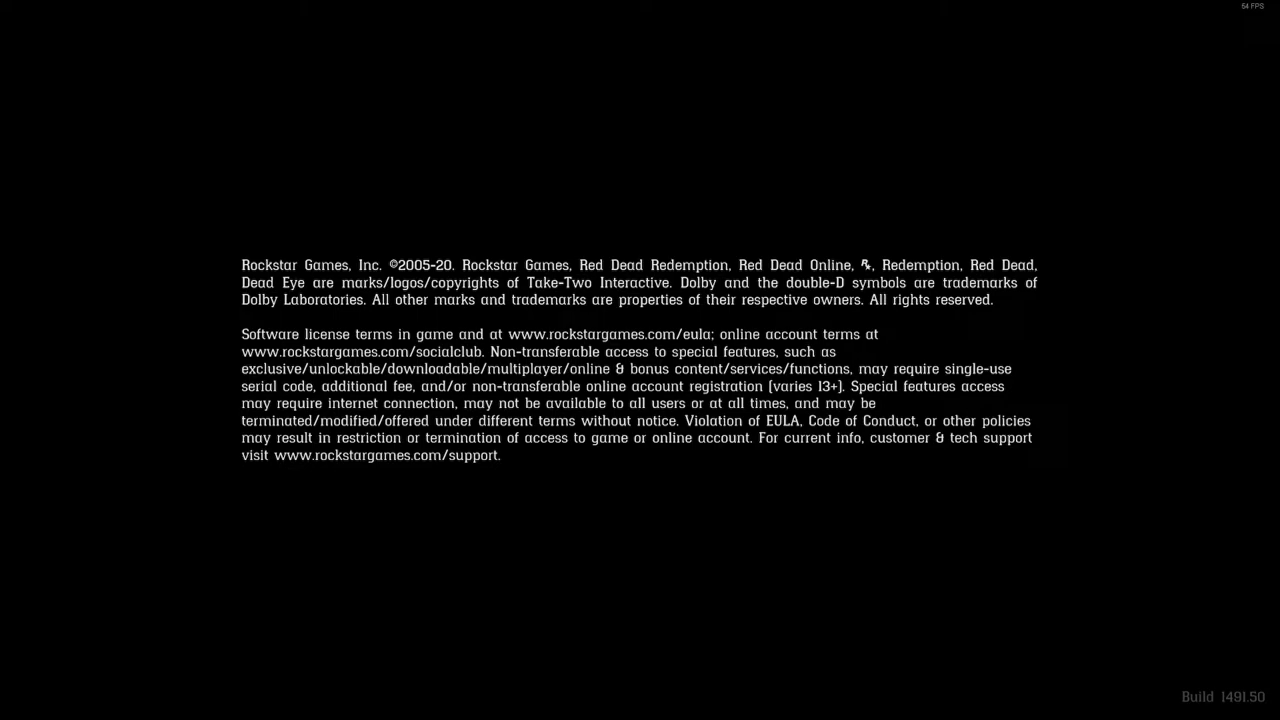 64 FPS
Rockstar Games, Inc. ©2005-20. Rockstar Games, Red Dead Redemption, Red Dead Online, R*, Redemption, Red Dead,
Dead Eye are marks/logos/copyrights of Take-Two Interactive. Dolby and the double-D symbols are trademarks of
Dolby Laboratories. All other marks and trademarks are properties of their respective owners. All rights reserved.
Software license terms in game and at www.rockstargames.com/eula; online account terms at
www.rockstargames.com/socialclub. Non-transferable access to special features, such as
exclusive/unlockable/downloadable/multiplayer/online & bonus content/services/functions, may require single-use
serial code, additional fee, and/or non-transferable online account registration (varies 13+). Special features access
may require internet connection, may not be available to all users or at all times, and may be
terminated/modified/offered under different terms without notice. Violation of EULA, Code of Conduct, or other policies
may result in restriction or termination of access to game or online account. For current info, customer & tech support
visit www.rockstargames.com/support.
Build 1491.50